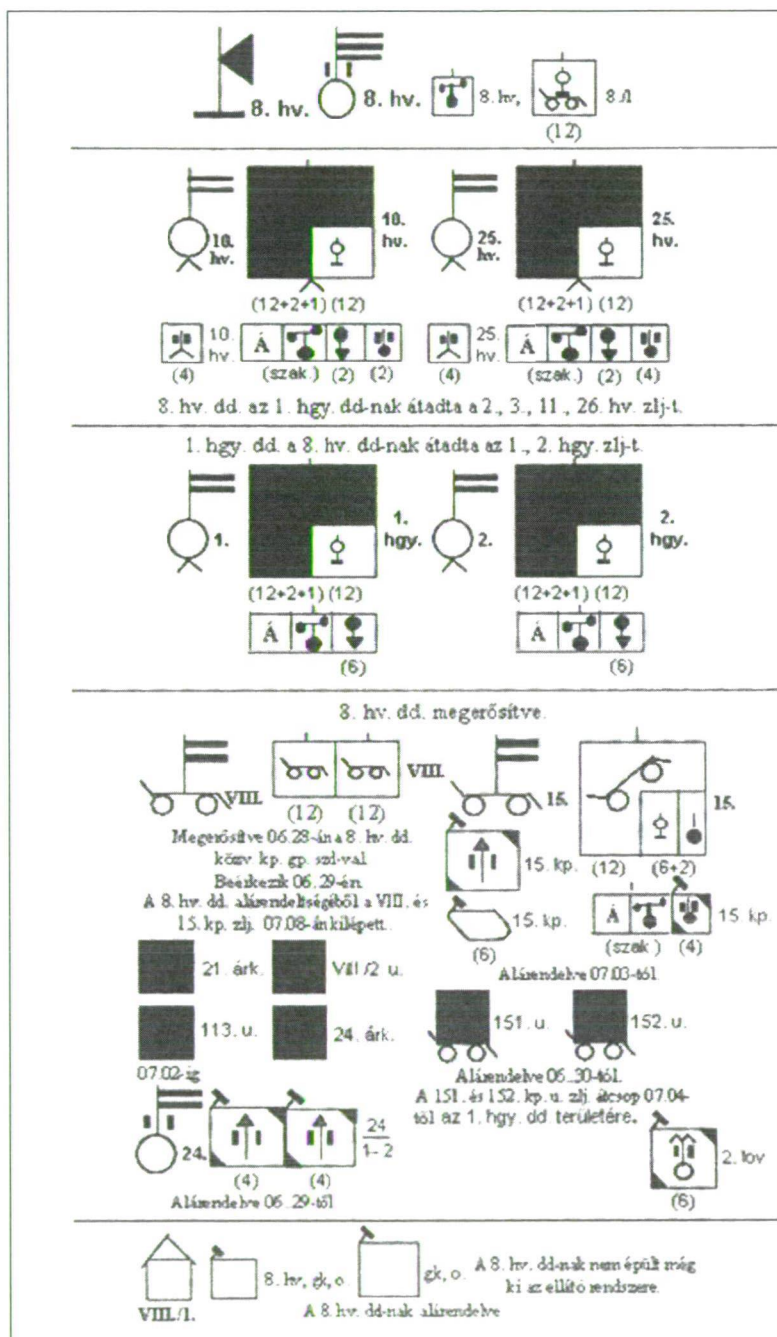 8. hv. 8. hv. 8. hv, 8./I
(12)
10. hv. 10. hv. 25. hv. 25. hv.
(12+2+1) (12) (12+2+1) (12)
10. hv. Á 25. hv. Á
(4) (szak.) (2) (2) (4) (szak.) (2) (4)
8. hv. dd. az 1. hgy. dd-nak átadta a 2., 3., 11., 26. hv. zlj-t.
1. hgy. dd. a 8. hv. dd-nak átadta az 1., 2. hgy. zlj-t.
1. 1. hgy. 2. 2. hgy.
(12+2+1) (12) (12+2+1) (12)
Á Á
(6) (6)
8. hv. dd. megerősítve.
VIII. VIII. 15. 15.
(12) (12)
Megerősítve 06.28-án a 8. hv. dd.
közv. kp. gp. szd-val.
Beérkezik 06.29-én.
A 8. hv. dd. alárendeltségéből a VIII. és
15. kp. zlj. 07.08-án kilépett.
15. kp. (12) (6+2)
15. kp. Á 15. kp.
(6) (szak.) (4)
Alárendelve 07.03-tól.
21. árk. VIII./2 u.
113. u. 24. árk.
07.02-ig
151. u. 152. u.
Alárendelve 06.30-tól.
A 151. és 152. kp. u. zlj. átcsop 07.04-
től az 1. hgy. dd. területére.
24. 24
1-2
(4) (4)
Alárendelve 06.29-től
2. tov
(6)
VIII./1. 8. hv, gk, o. gk, o.
A 8. hv. dd-nak alárendelve
A 8. hv. dd-nak nem épült még
ki az ellátó rendszere.